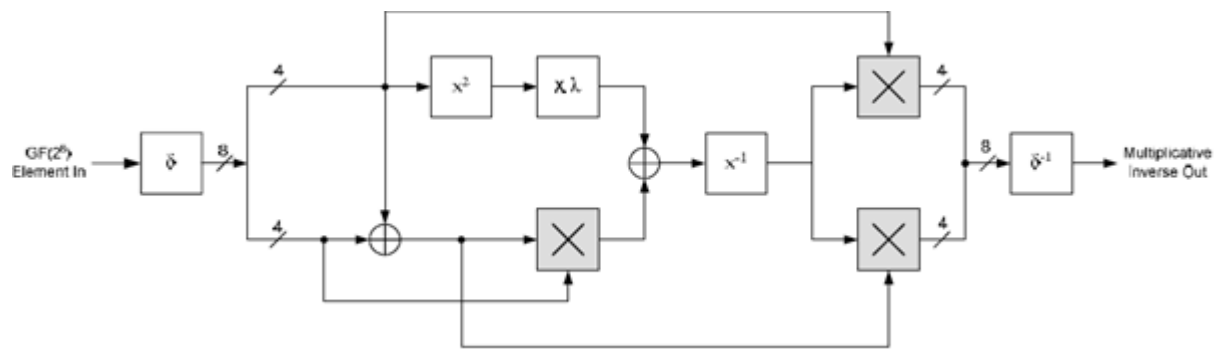 4
x²
x λ
4
GF(2⁸)
Element In
δ
8
x⁻¹
8
δ⁻¹
Multiplicative
Inverse Out
4
4